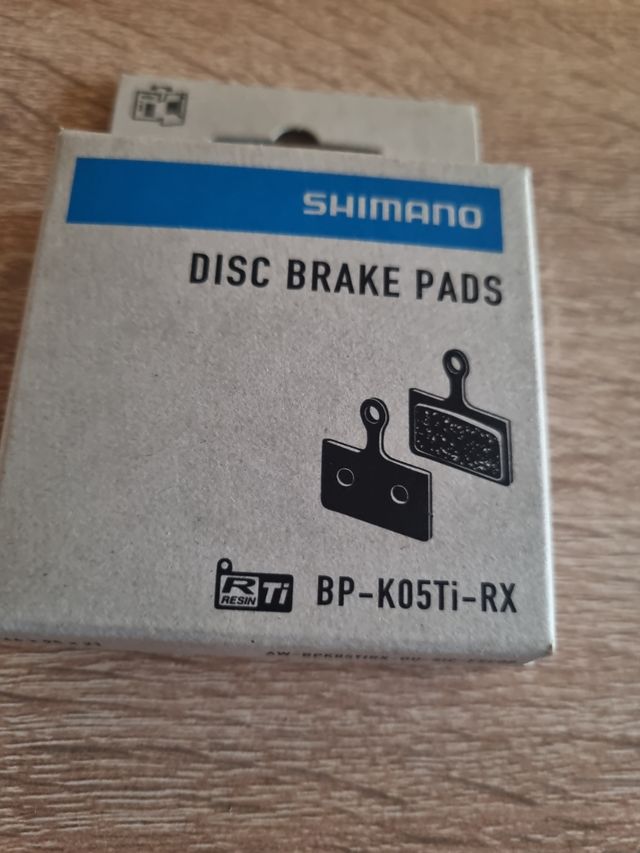 SHIMANO
DISC BRAKE PADS
R
RESIN
Ti
BP-K05Ti-RX